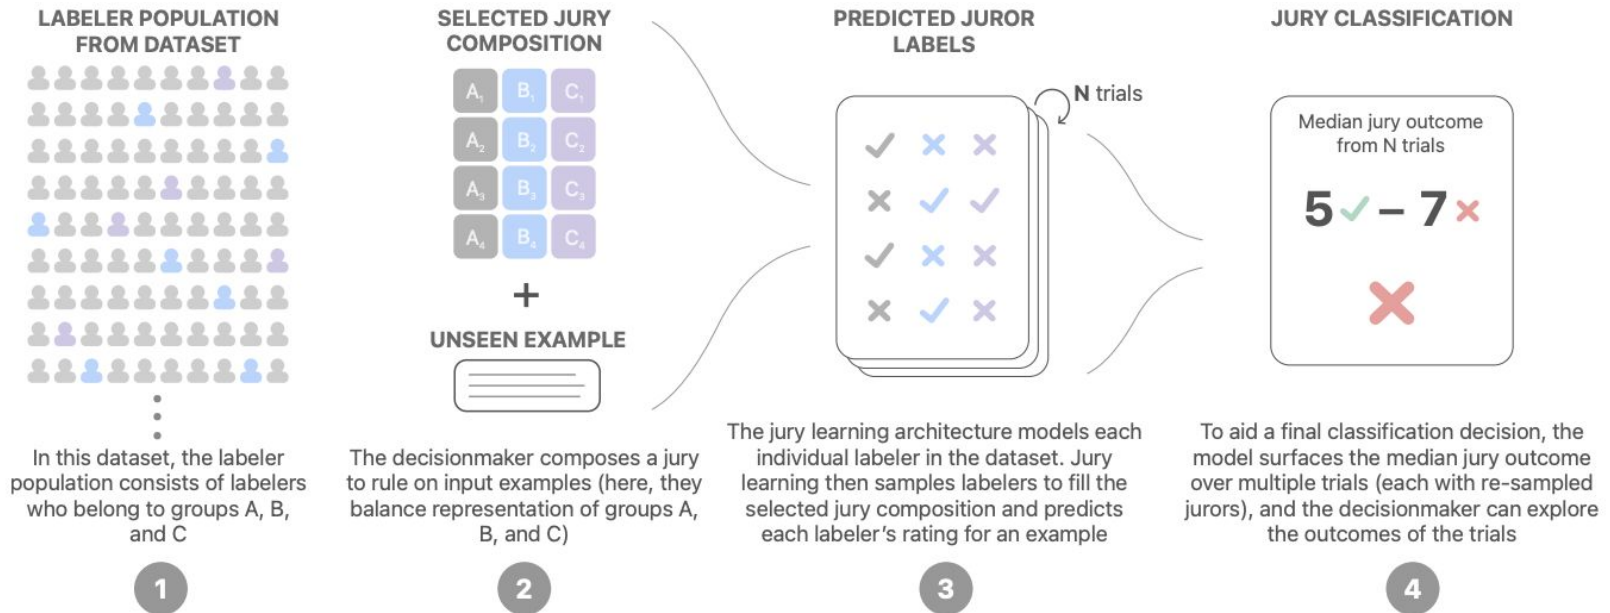 LABELER POPULATION
FROM DATASET
In this dataset, the labeler
population consists of labelers
who belong to groups A, B,
and C
1
SELECTED JURY
COMPOSITION
A₁ B₁ C₁
A₂ B₂ C₂
A₃ B₃ C₃
A₄ B₄ C₄
+
UNSEEN EXAMPLE
The decisionmaker composes a jury
to rule on input examples (here, they
balance representation of groups A,
B, and C)
2
PREDICTED JUROR
LABELS
N trials
The jury learning architecture models each
individual labeler in the dataset. Jury
learning then samples labelers to fill the
selected jury composition and predicts
each labeler's rating for an example
3
JURY CLASSIFICATION
Median jury outcome
from N trials
5 ✓ – 7 ×
To aid a final classification decision, the
model surfaces the median jury outcome
over multiple trials (each with re-sampled
jurors), and the decisionmaker can explore
the outcomes of the trials
4